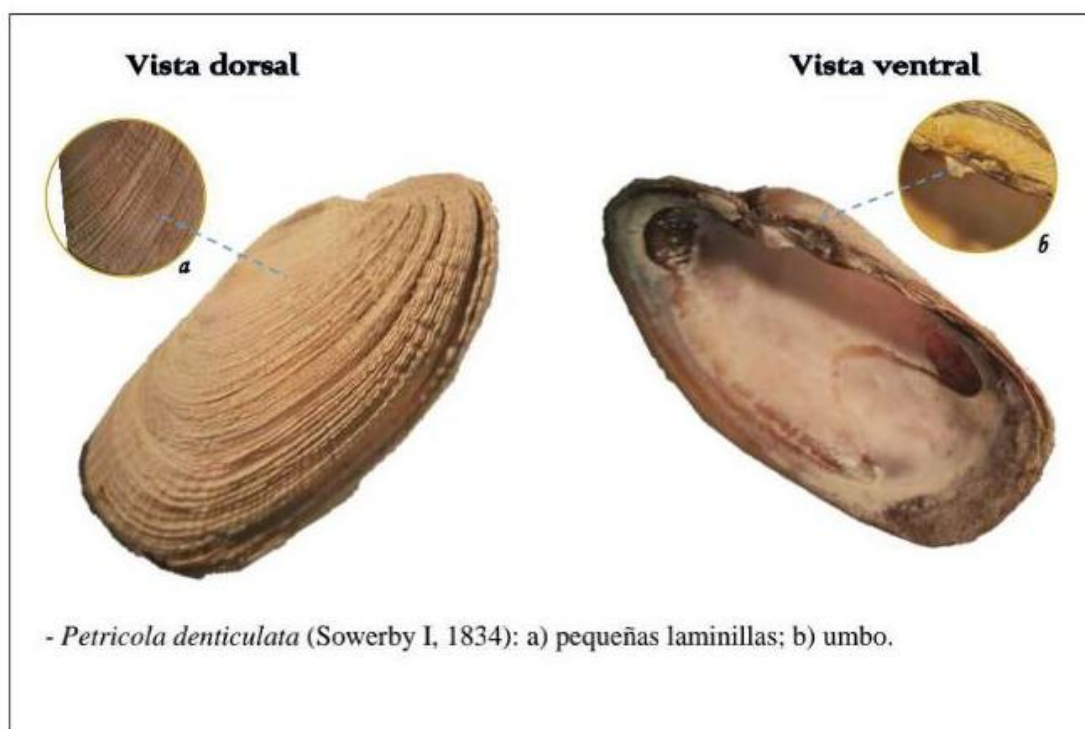 Vista dorsal
Vista ventral
a
b
- Petricola denticulata (Sowerby I, 1834): a) pequeñas laminillas; b) umbo.